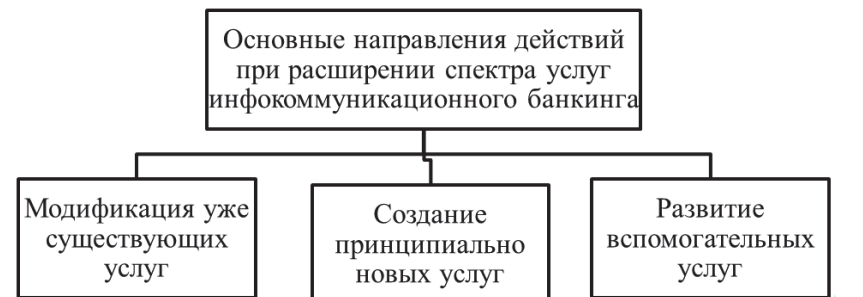 Основные направления действий
при расширении спектра услуг
инфокоммуникационного банкинга
Модификация уже
существующих
услуг
Создание
принципиально
новых услуг
Развитие
вспомогательных
услуг